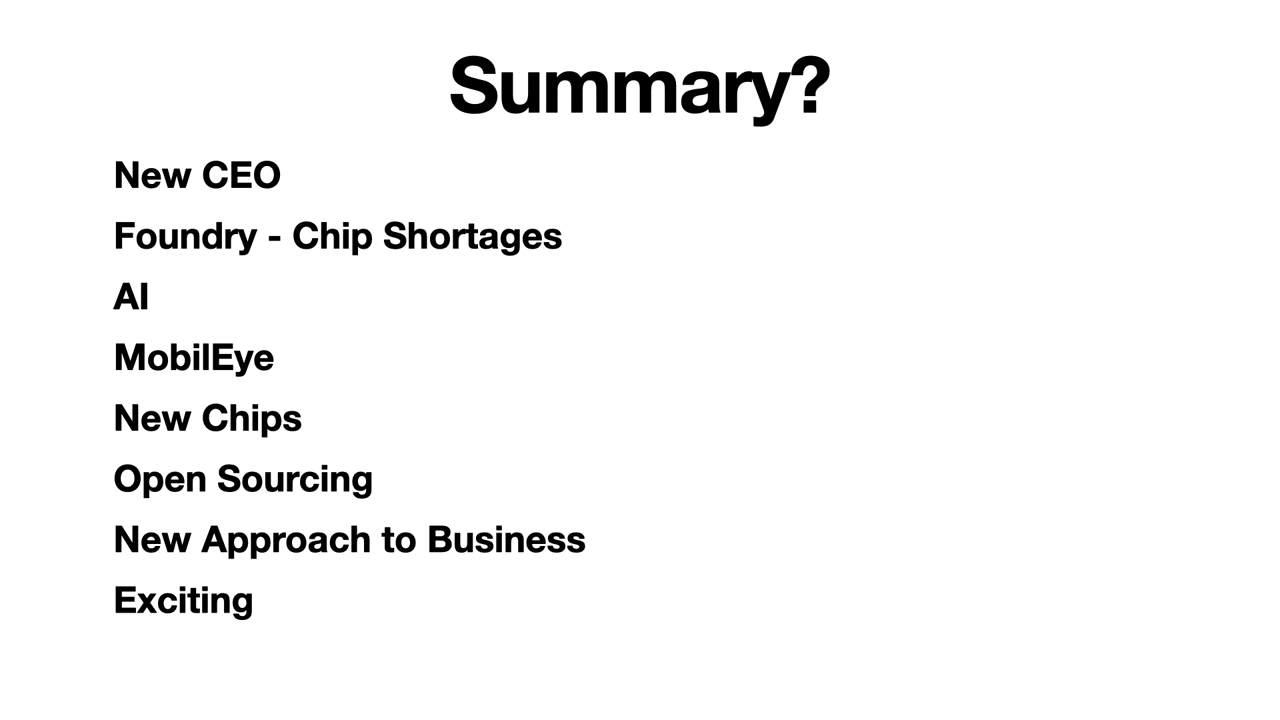 Summary?
New CEO
Foundry - Chip Shortages
AI
MobilEye
New Chips
Open Sourcing
New Approach to Business
Exciting